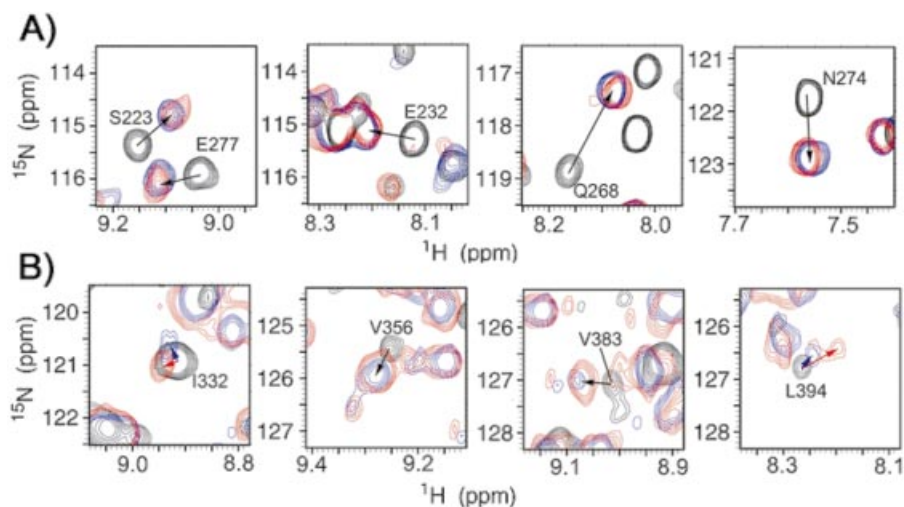 A)
114
115
116
S223
E277
9.2
9.0
114
115
116
E232
8.3
8.1
117
118
119
Q268
8.2
8.0
121
122
123
N274
7.7
7.5
15N (ppm)
1H (ppm)
B)
120
121
122
I332
9.0
8.8
125
126
127
V356
9.4
9.2
126
127
128
V383
9.1
8.9
126
127
128
L394
8.3
8.1
15N (ppm)
1H (ppm)